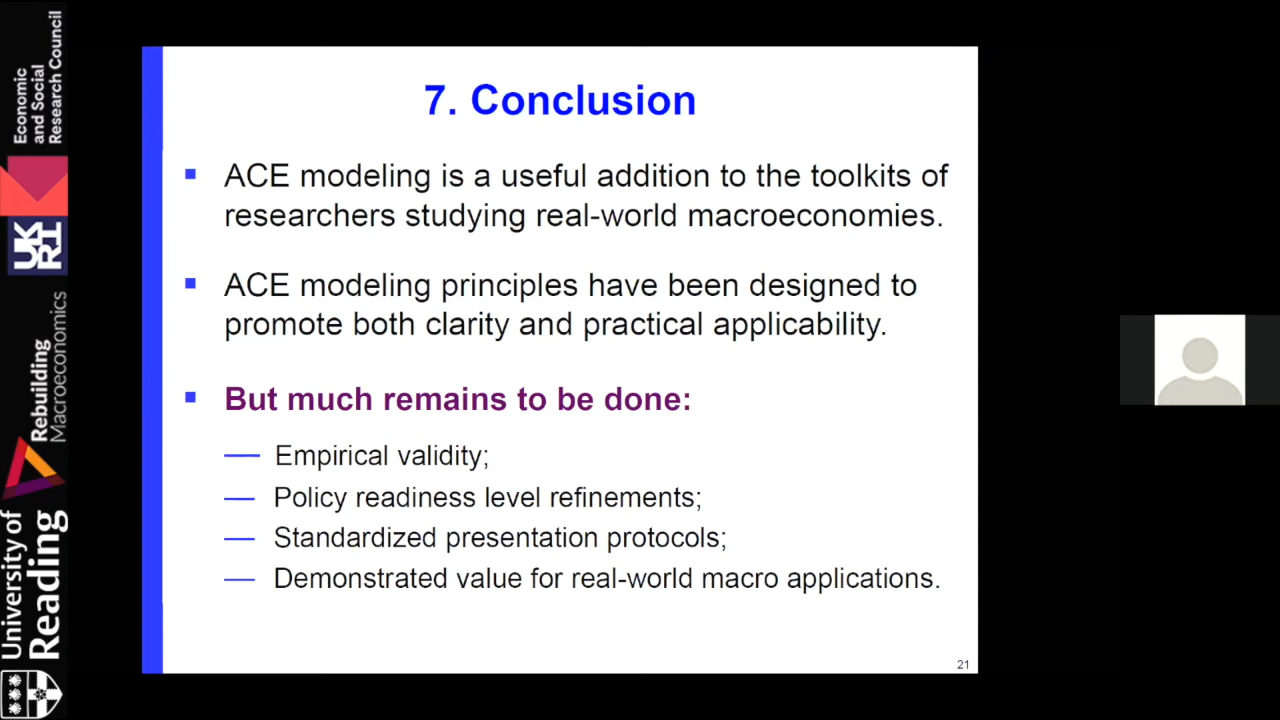 7. Conclusion
ACE modeling is a useful addition to the toolkits of
researchers studying real-world macroeconomies.
ACE modeling principles have been designed to
promote both clarity and practical applicability.
But much remains to be done:
— Empirical validity;
— Policy readiness level refinements;
— Standardized presentation protocols;
— Demonstrated value for real-world macro applications.
21
Economic
and Social
Research Council
UK
RI
Rebuilding
Macroeconomics
University of
Reading